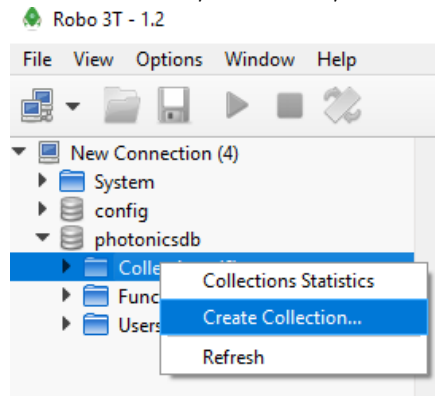 Robo 3T - 1.2
File View Options Window Help
New Connection (4)
System
config
photonicsdb
Collections Statistics
Create Collection...
Refresh